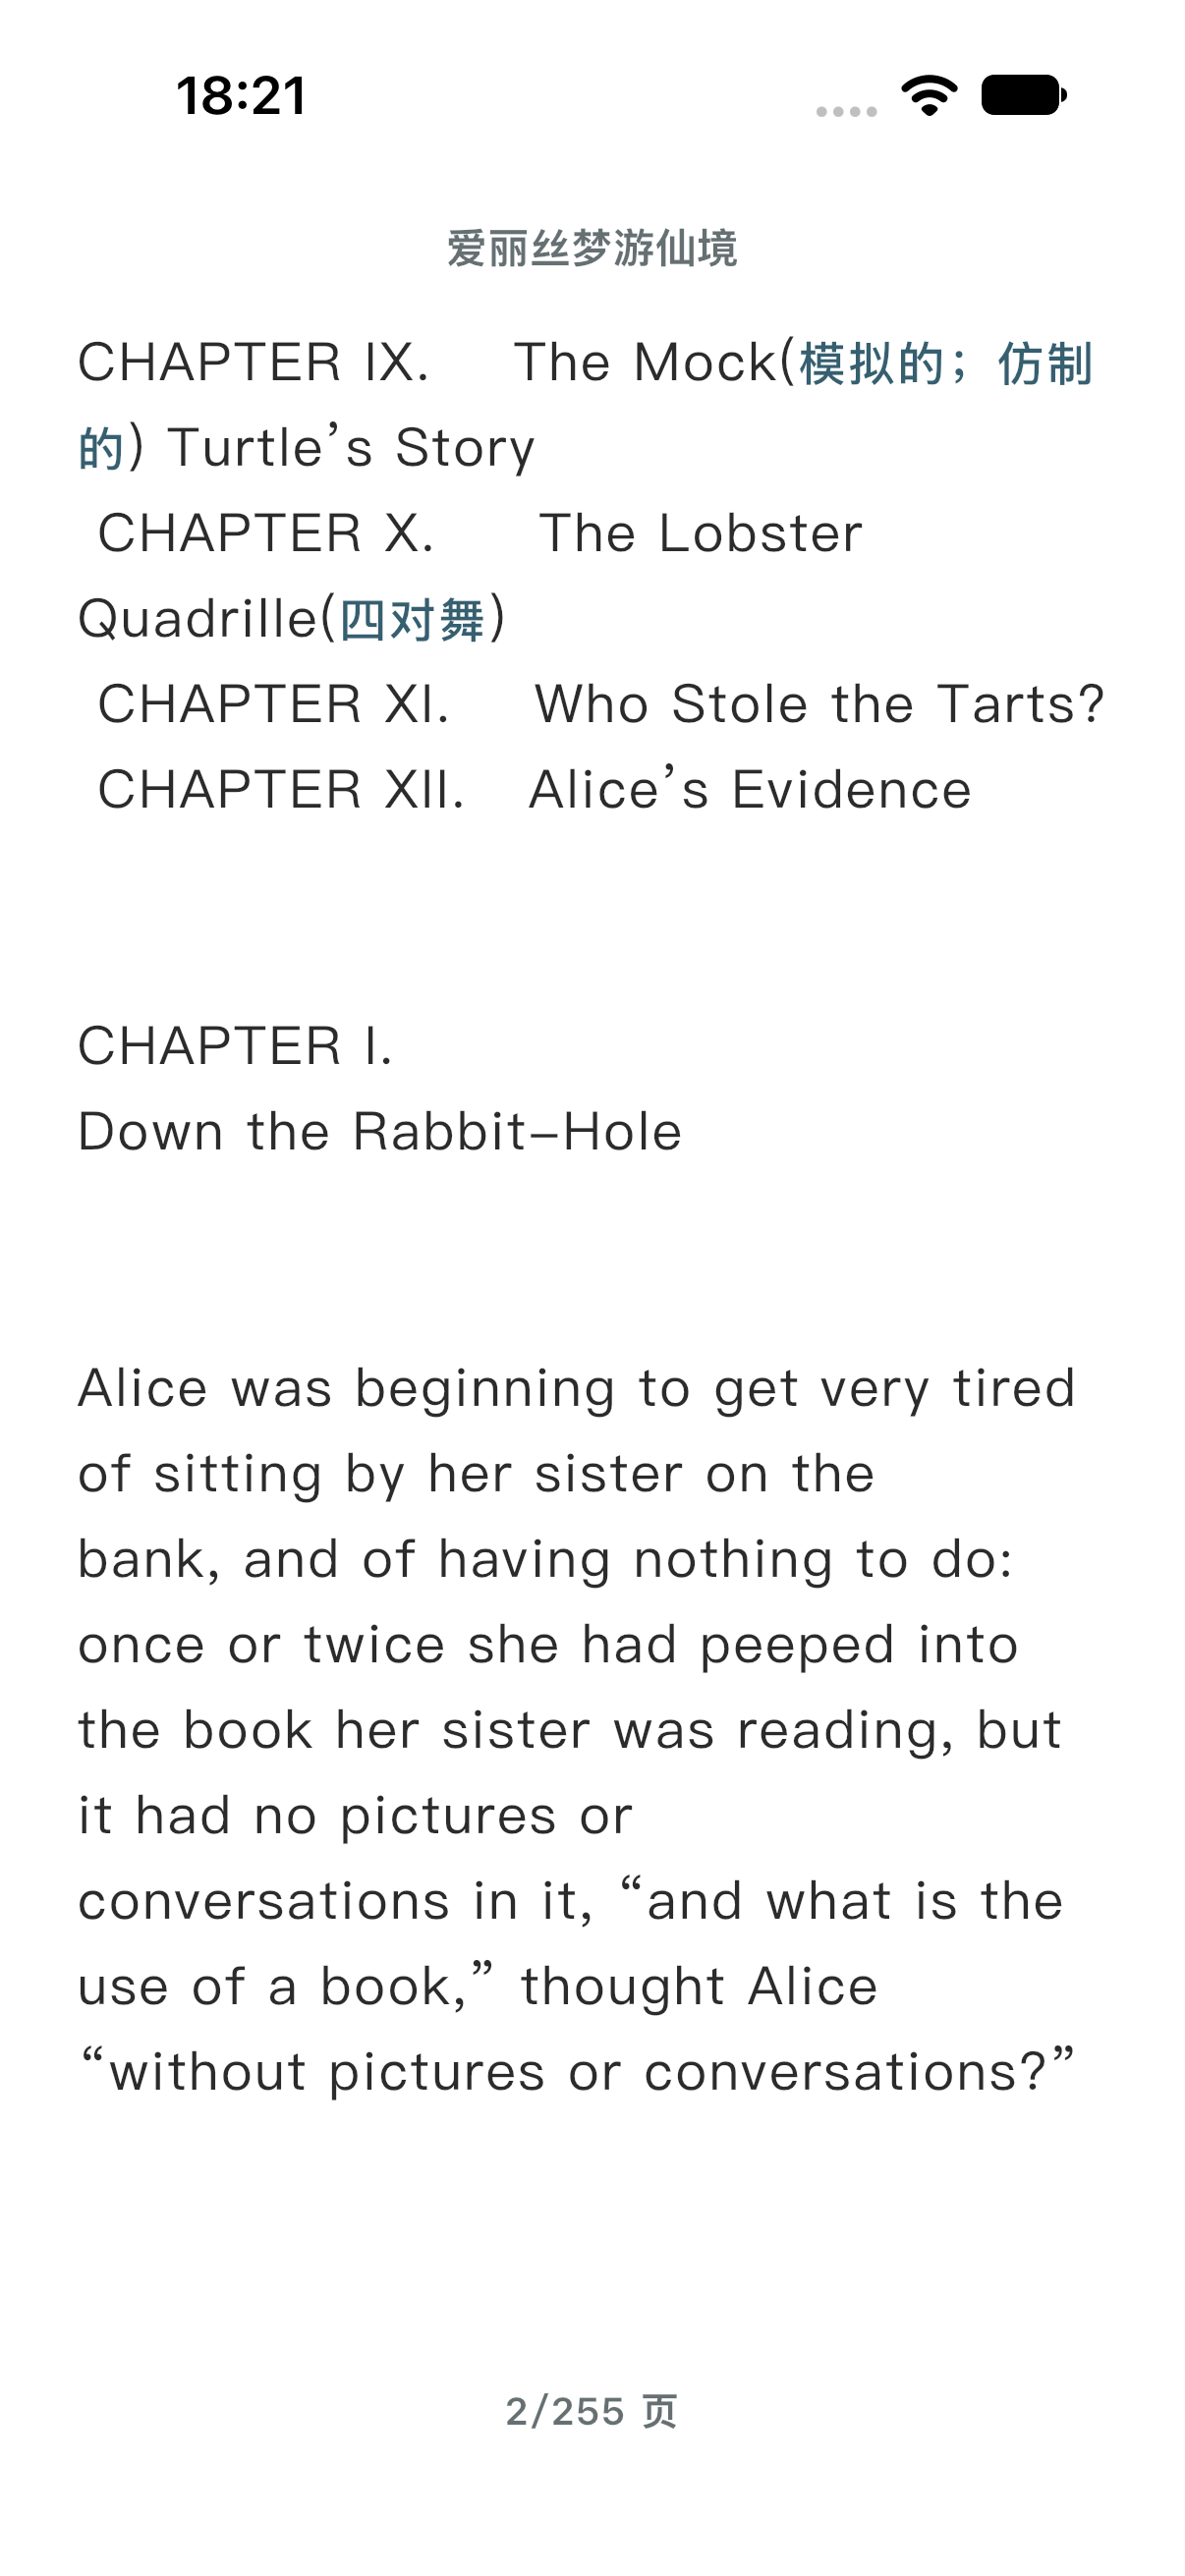 18:21
爱丽丝梦游仙境
CHAPTER IX. The Mock(模拟的；仿制
的) Turtle’s Story
CHAPTER X. The Lobster
Quadrille(四对舞)
CHAPTER XI. Who Stole the Tarts?
CHAPTER XII. Alice’s Evidence
CHAPTER I.
Down the Rabbit-Hole
Alice was beginning to get very tired
of sitting by her sister on the
bank, and of having nothing to do:
once or twice she had peeped into
the book her sister was reading, but
it had no pictures or
conversations in it, “and what is the
use of a book,” thought Alice
“without pictures or conversations?”
2/255 页